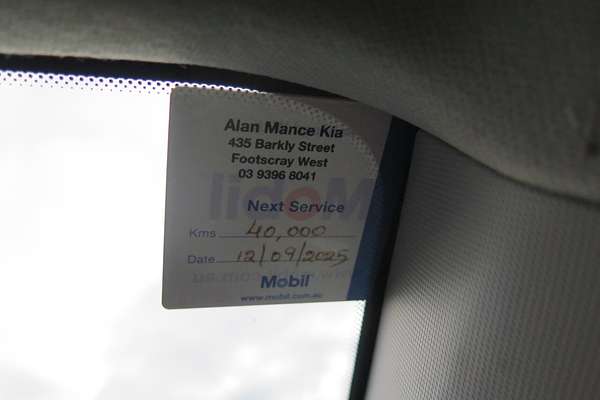 Alan Mance Kia
435 Barkly Street
Footscray West
03 9396 8041
Mobil
Next Service
Kms 40,000
Date 12/09/2025
Mobil
www.mobil.com.au